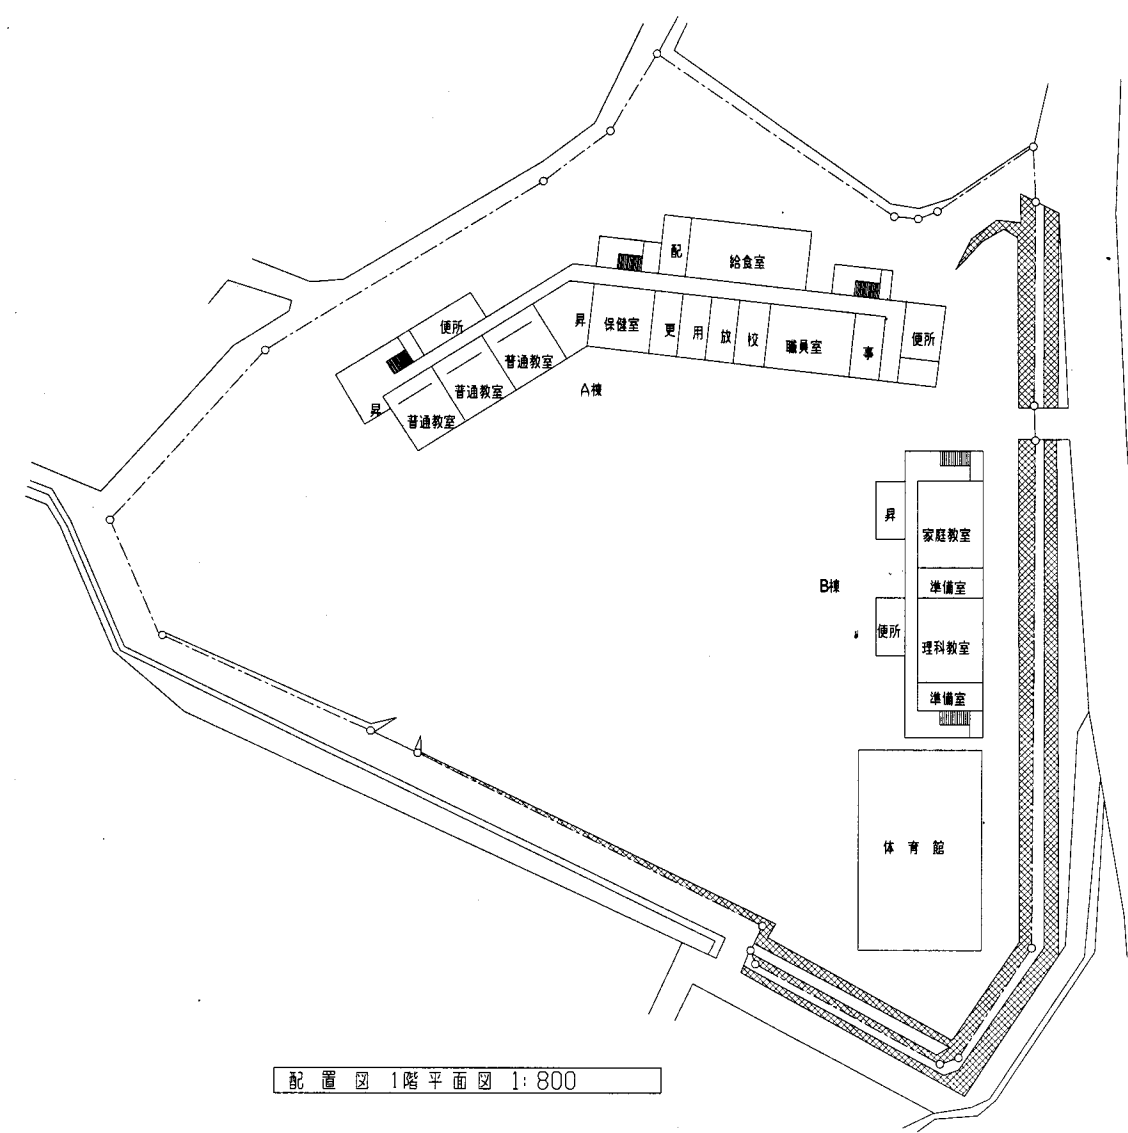 配
給食室
便所
昇
保健室
更
用
放
校
職員室
事
便所
普通教室
普通教室
普通教室
昇
A棟
昇
家庭教室
B棟
準備室
便所
理科教室
準備室
体育館
配置図 1階平面図 1:800